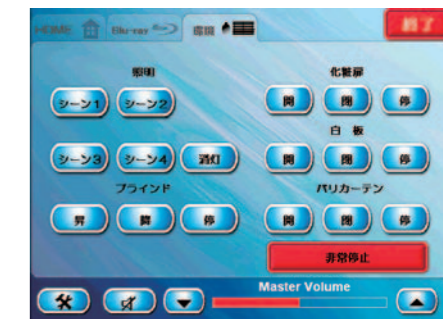 HOME Blu-ray 環境 終了
照明 化粧扉
シーン1 シーン2 開 閉 停
白 板
シーン3 シーン4 消灯 開 閉 停
ブラインド バリカーテン
昇 降 停 開 閉 停
非常停止
Master Volume